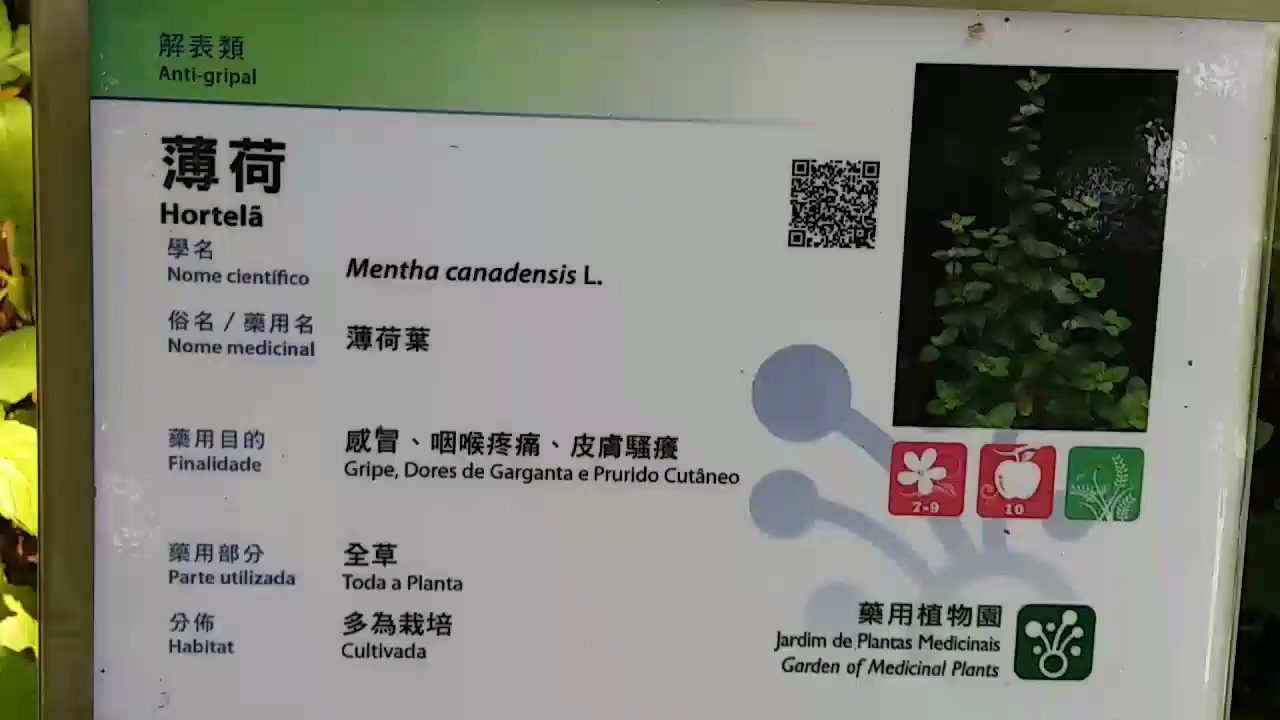 解表類
Anti-gripal
薄荷
Hortelã
學名
Nome científico
Mentha canadensis L.
俗名 / 藥用名
Nome medicinal
薄荷葉
藥用目的
Finalidade
感冒、咽喉疼痛、皮膚騷癢
Gripe, Dores de Garganta e Prurido Cutâneo
藥用部分
Parte utilizada
全草
Toda a Planta
分佈
Habitat
多為栽培
Cultivada
7-9
10
藥用植物園
Jardim de Plantas Medicinais
Garden of Medicinal Plants